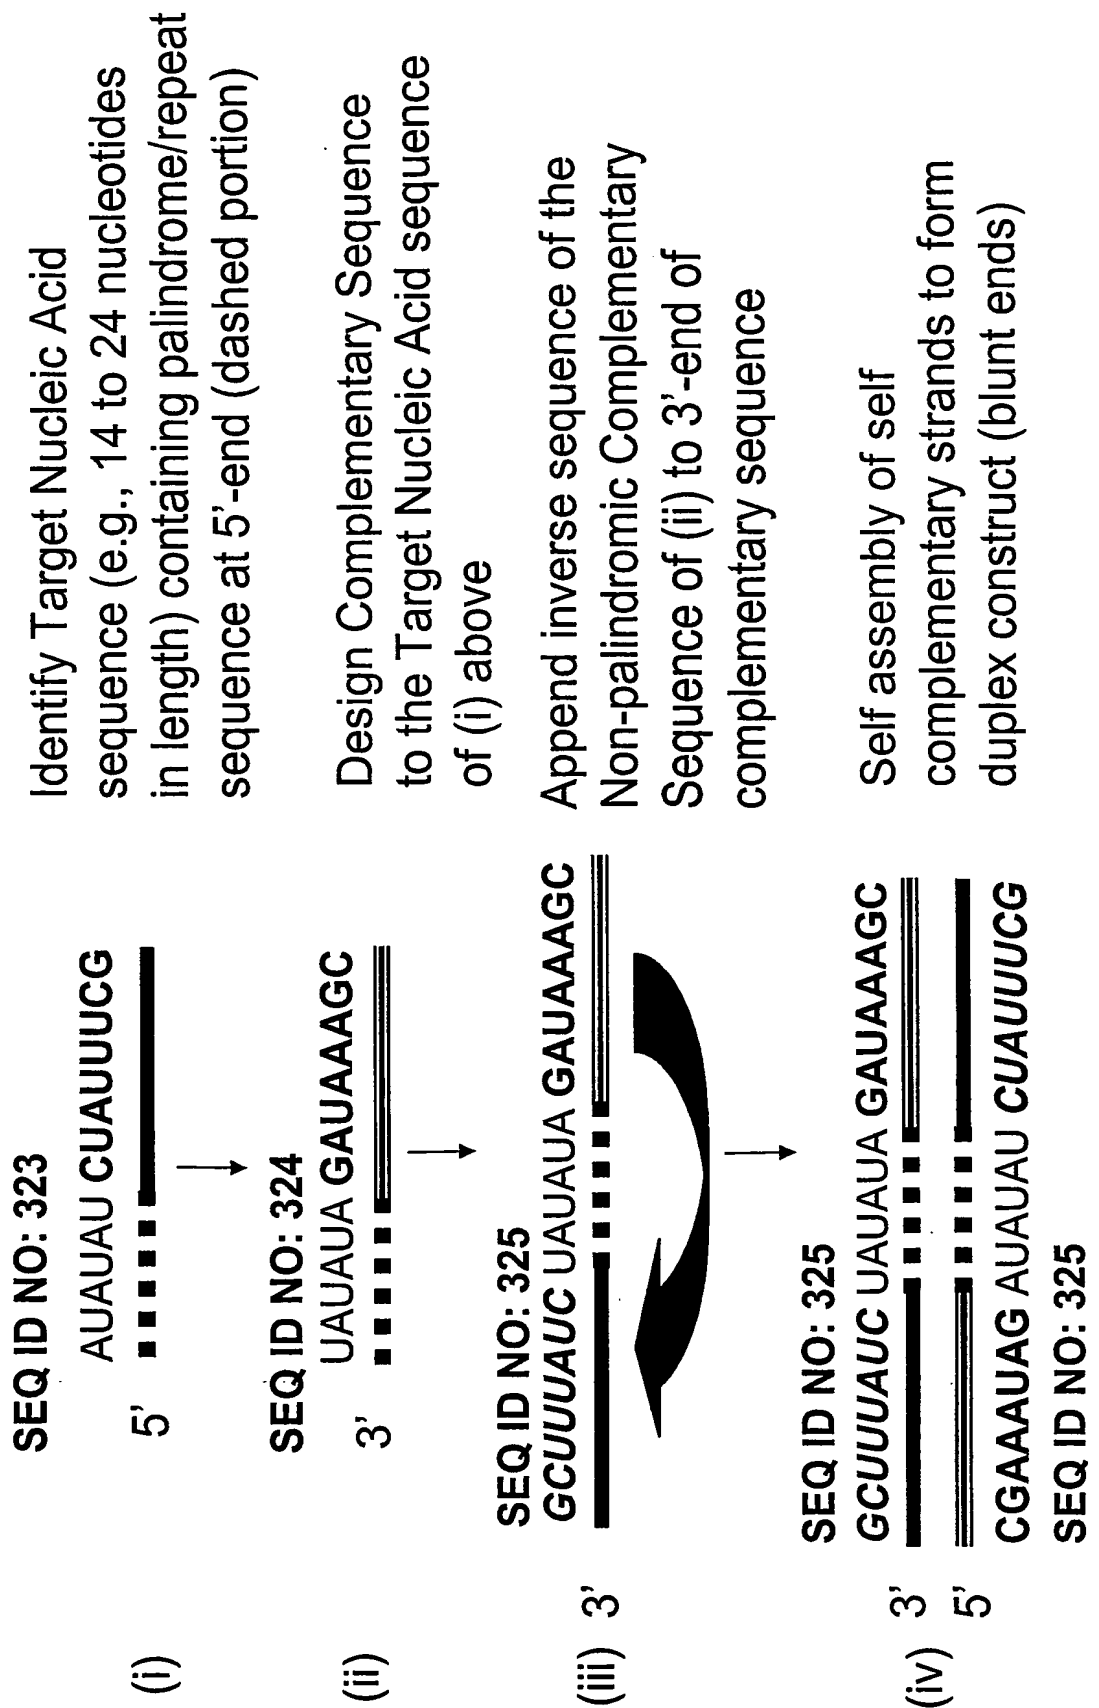 SEQ ID NO: 323
AUAUAU CUAUUUCG
(i)
5'
Identify Target Nucleic Acid
sequence (e.g., 14 to 24 nucleotides
in length) containing palindrome/repeat
sequence at 5'-end (dashed portion)
SEQ ID NO: 324
UAUAUA GAUAAAGC
(ii)
3'
Design Complementary Sequence
to the Target Nucleic Acid sequence
of (i) above
SEQ ID NO: 325
GCUUUAUC UAUAUA GAUAAAGC
(iii)
3'
Append inverse sequence of the
Non-palindromic Complementary
Sequence of (ii) to 3'-end of
complementary sequence
SEQ ID NO: 325
GCUUUAUC UAUAUA GAUAAAGC
(iv)
3'
5'
CGAAAUAG AUAUAU CUAUUUCG
SEQ ID NO: 325
Self assembly of self
complementary strands to form
duplex construct (blunt ends)